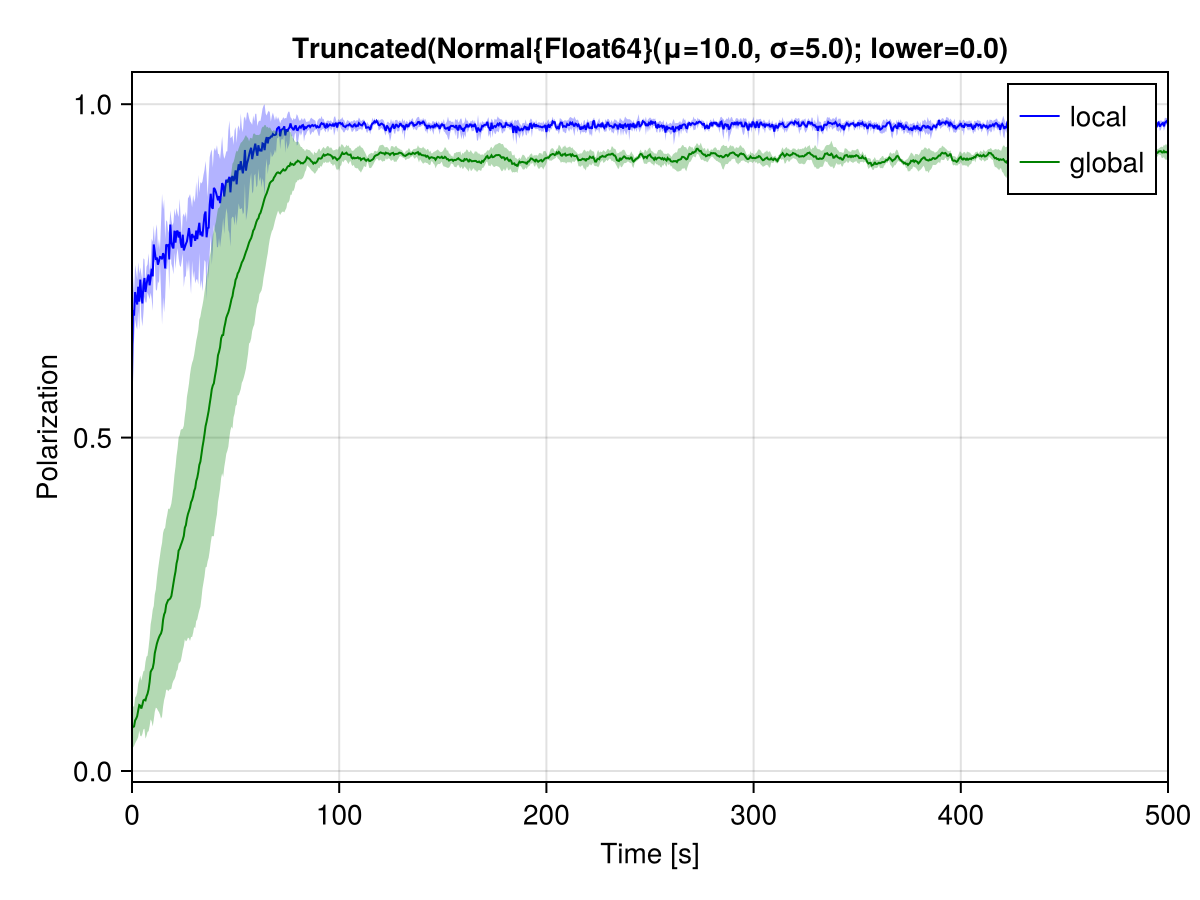 Truncated(Normal{Float64}(μ=10.0, σ=5.0); lower=0.0)
local
global
1.0
0.5
0.0
Polarization
0 100 200 300 400 500
Time [s]